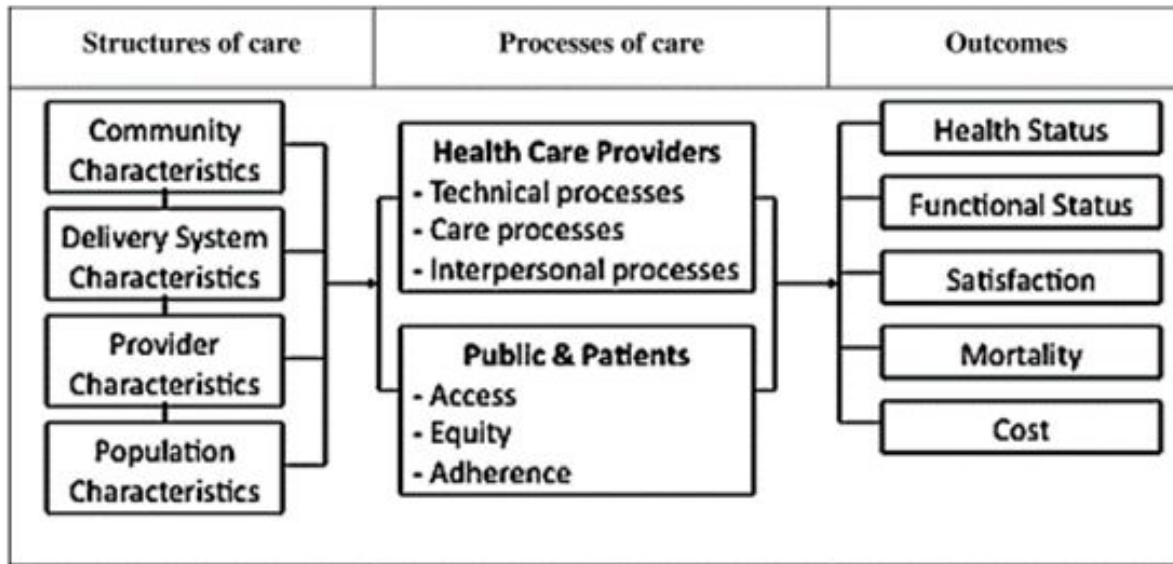 Structures of care
Processes of care
Outcomes
Community
Characteristics
Delivery System
Characteristics
Provider
Characteristics
Population
Characteristics
Health Care Providers
- Technical processes
- Care processes
- Interpersonal processes
Public & Patients
- Access
- Equity
- Adherence
Health Status
Functional Status
Satisfaction
Mortality
Cost